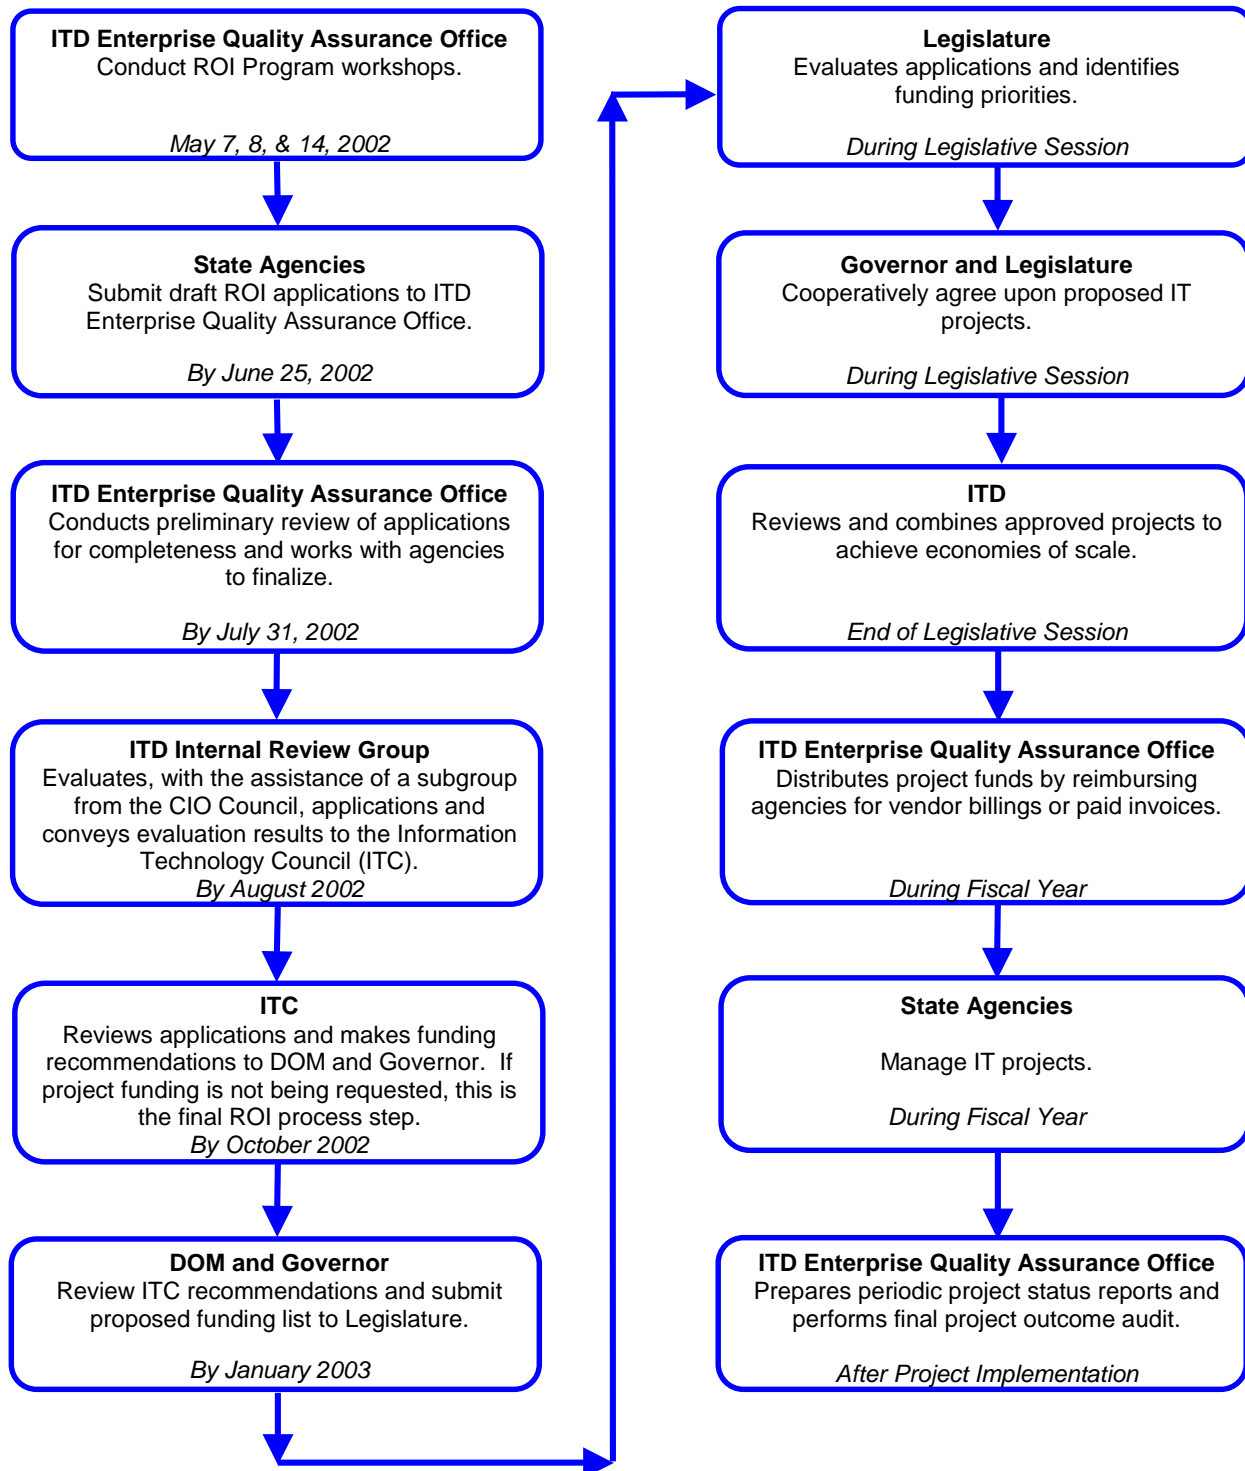 ITD Enterprise Quality Assurance Office
Conduct ROI Program workshops.
May 7, 8, & 14, 2002
State Agencies
Submit draft ROI applications to ITD
Enterprise Quality Assurance Office.
By June 25, 2002
ITD Enterprise Quality Assurance Office
Conducts preliminary review of applications
for completeness and works with agencies
to finalize.
By July 31, 2002
ITD Internal Review Group
Evaluates, with the assistance of a subgroup
from the CIO Council, applications and
conveys evaluation results to the Information
Technology Council (ITC).
By August 2002
ITC
Reviews applications and makes funding
recommendations to DOM and Governor.  If
project funding is not being requested, this is
the final ROI process step.
By October 2002
DOM and Governor
Review ITC recommendations and submit
proposed funding list to Legislature.
By January 2003
Legislature
Evaluates applications and identifies
funding priorities.
During Legislative Session
Governor and Legislature
Cooperatively agree upon proposed IT
projects.
During Legislative Session
ITD
Reviews and combines approved projects to
achieve economies of scale.
End of Legislative Session
ITD Enterprise Quality Assurance Office
Distributes project funds by reimbursing
agencies for vendor billings or paid invoices.
During Fiscal Year
State Agencies
Manage IT projects.
During Fiscal Year
ITD Enterprise Quality Assurance Office
Prepares periodic project status reports and
performs final project outcome audit.
After Project Implementation